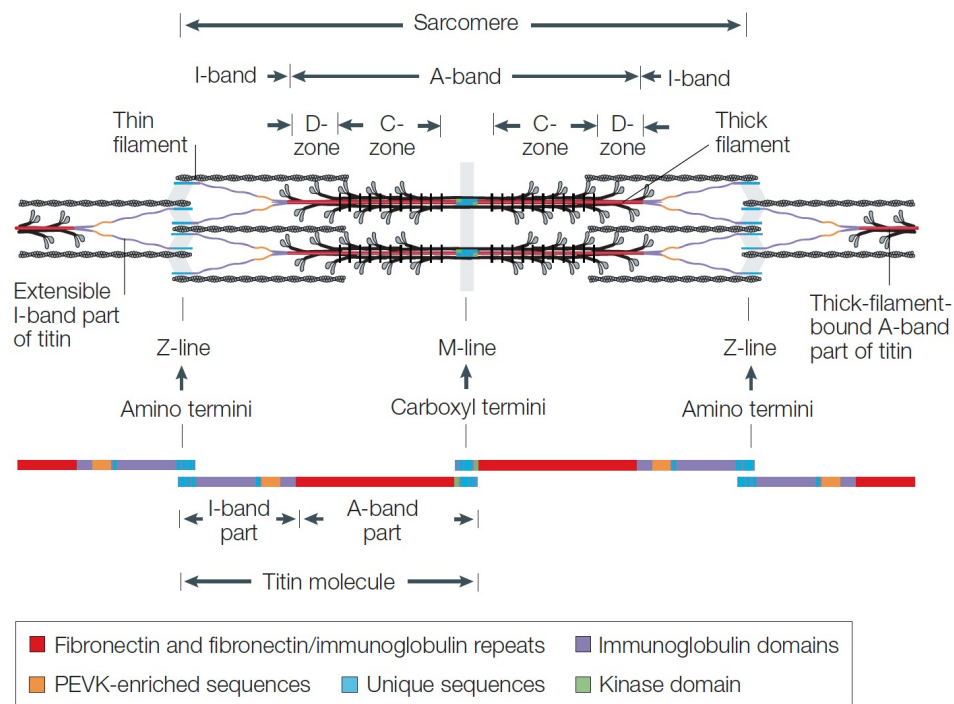 Sarcomere
I-band
A-band
I-band
Thin
filament
D-
zone
C-
zone
C-
zone
D-
zone
Thick
filament
Extensible
I-band part
of titin
Thick-filament-
bound A-band
part of titin
Z-line
M-line
Z-line
Amino termini
Carboxyl termini
Amino termini
I-band
part
A-band
part
Titin molecule
Fibronectin and fibronectin/immunoglobulin repeats
Immunoglobulin domains
PEVK-enriched sequences
Unique sequences
Kinase domain